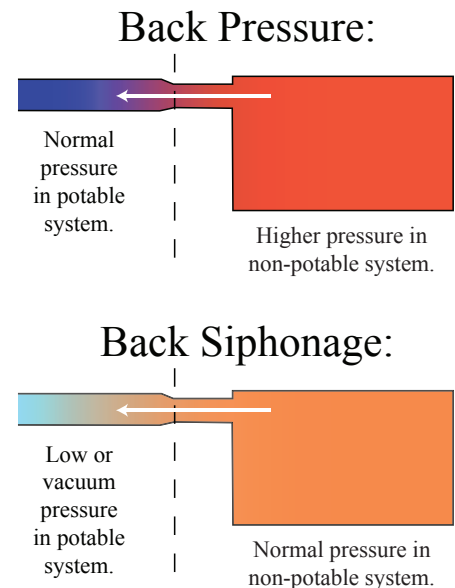 Back Pressure:
Normal
pressure
in potable
system.
Higher pressure in
non-potable system.
Back Siphonage:
Low or
vacuum
pressure
in potable
system.
Normal pressure in
non-potable system.